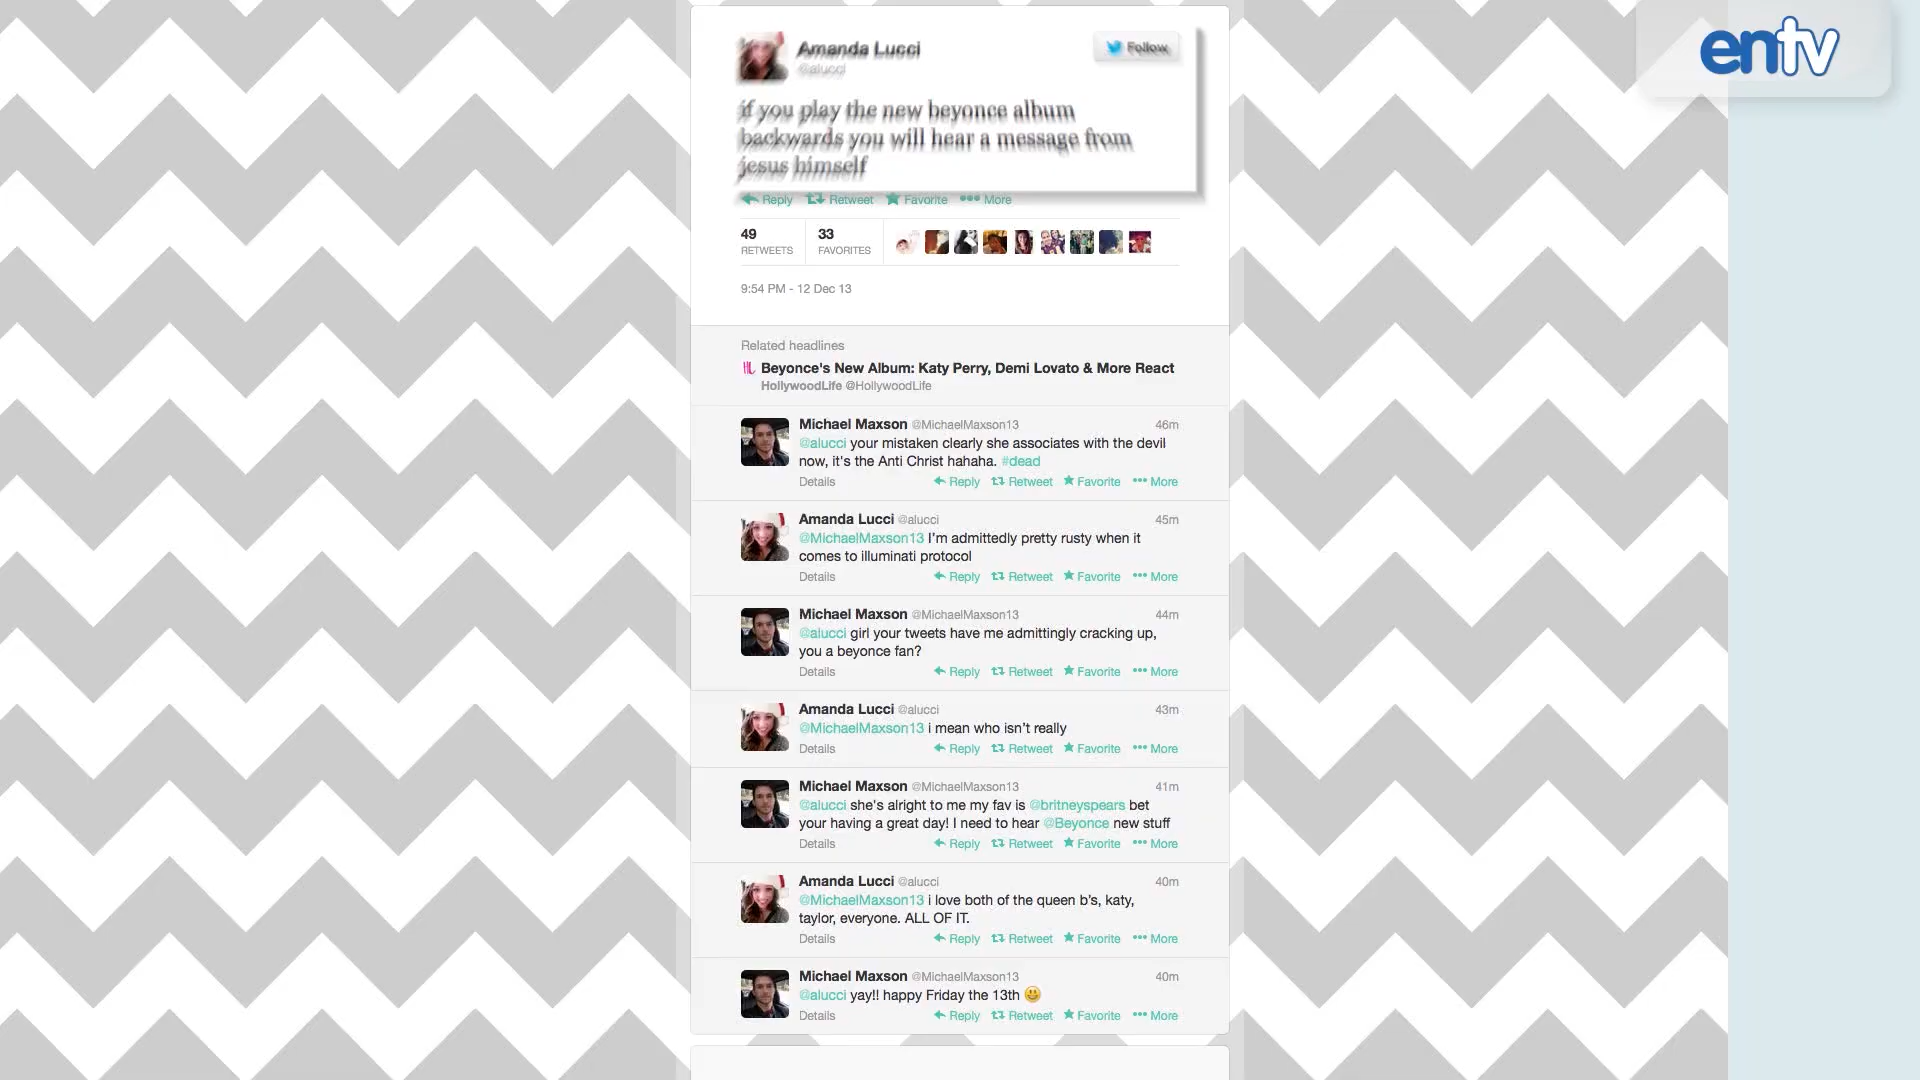 entv
Amanda Lucci
@alucci
Follow
if you play the new beyonce album
backwards you will hear a message from
jesus himself
Reply Retweet Favorite More
49 33
RETWEETS FAVORITES
9:54 PM - 12 Dec 13
Related headlines
HL Beyonce's New Album: Katy Perry, Demi Lovato & More React
HollywoodLife @HollywoodLife
Michael Maxson @MichaelMaxson13 46m
@alucci your mistaken clearly she associates with the devil
now, it's the Anti Christ hahaha. #dead
Details Reply Retweet Favorite More
Amanda Lucci @alucci 45m
@MichaelMaxson13 I'm admittedly pretty rusty when it
comes to illuminati protocol
Details Reply Retweet Favorite More
Michael Maxson @MichaelMaxson13 44m
@alucci girl your tweets have me admittingly cracking up,
you a beyonce fan?
Details Reply Retweet Favorite More
Amanda Lucci @alucci 43m
@MichaelMaxson13 i mean who isn't really
Details Reply Retweet Favorite More
Michael Maxson @MichaelMaxson13 41m
@alucci she's alright to me my fav is @britneyspears bet
your having a great day! I need to hear @Beyonce new stuff
Details Reply Retweet Favorite More
Amanda Lucci @alucci 40m
@MichaelMaxson13 i love both of the queen b's, katy,
taylor, everyone. ALL OF IT.
Details Reply Retweet Favorite More
Michael Maxson @MichaelMaxson13 40m
@alucci yay!! happy Friday the 13th 😃
Details Reply Retweet Favorite More